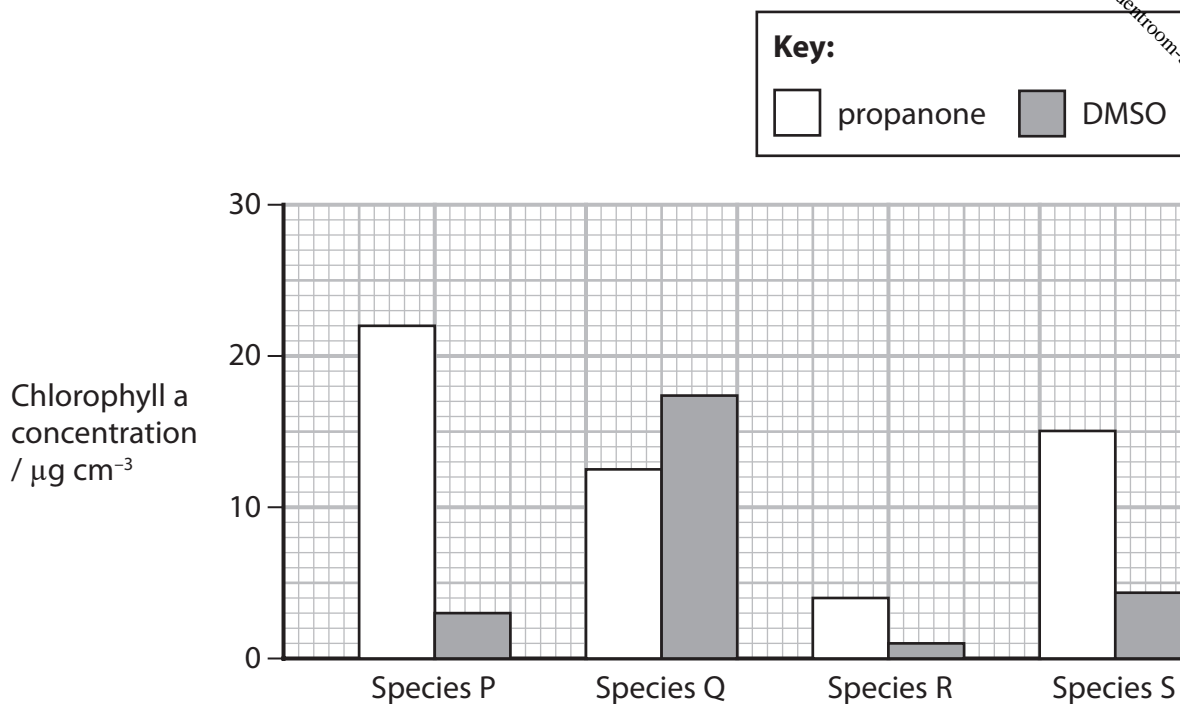 Key:
propanone DMSO
30
20
Chlorophyll a
concentration
/ μg cm⁻³
10
0
Species P Species Q Species R Species S